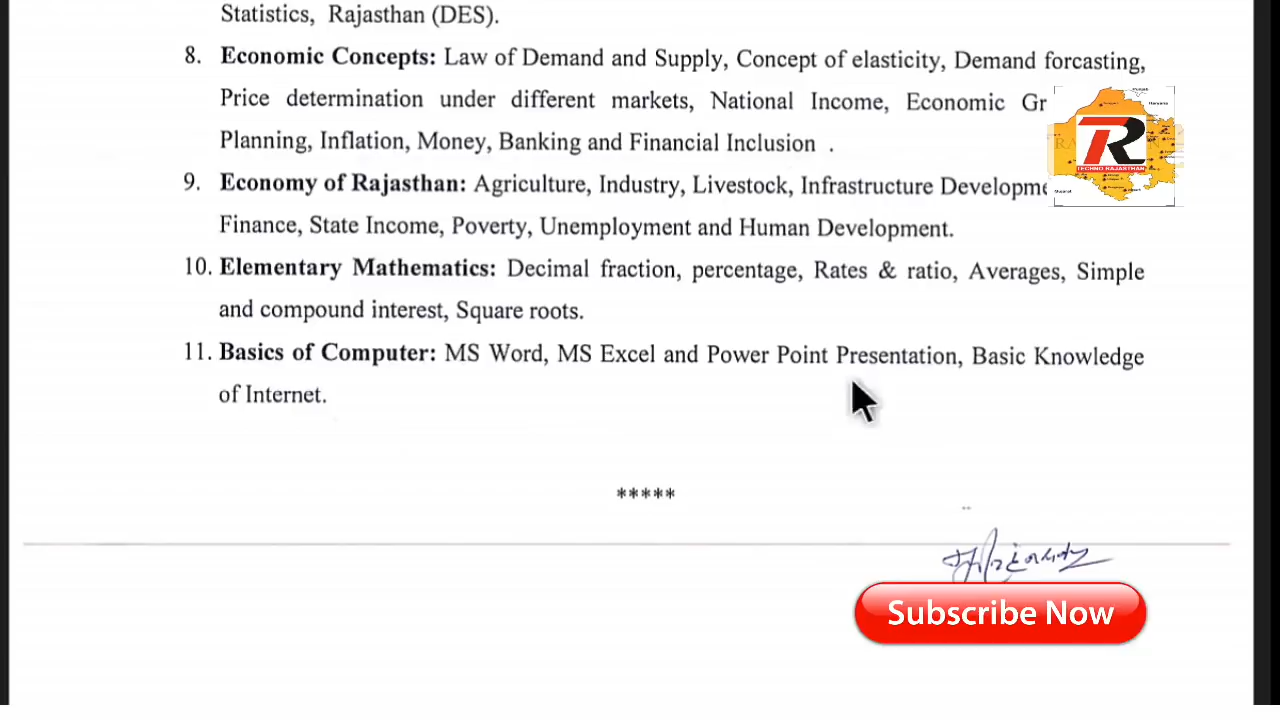 Statistics, Rajasthan (DES).
8. Economic Concepts: Law of Demand and Supply, Concept of elasticity, Demand forcasting,
Price determination under different markets, National Income, Economic Gr
Planning, Inflation, Money, Banking and Financial Inclusion .
9. Economy of Rajasthan: Agriculture, Industry, Livestock, Infrastructure Developme
Finance, State Income, Poverty, Unemployment and Human Development.
10. Elementary Mathematics: Decimal fraction, percentage, Rates & ratio, Averages, Simple
and compound interest, Square roots.
11. Basics of Computer: MS Word, MS Excel and Power Point Presentation, Basic Knowledge
of Internet.
*****
TR
TECHNO RAJASTHAN
Subscribe Now